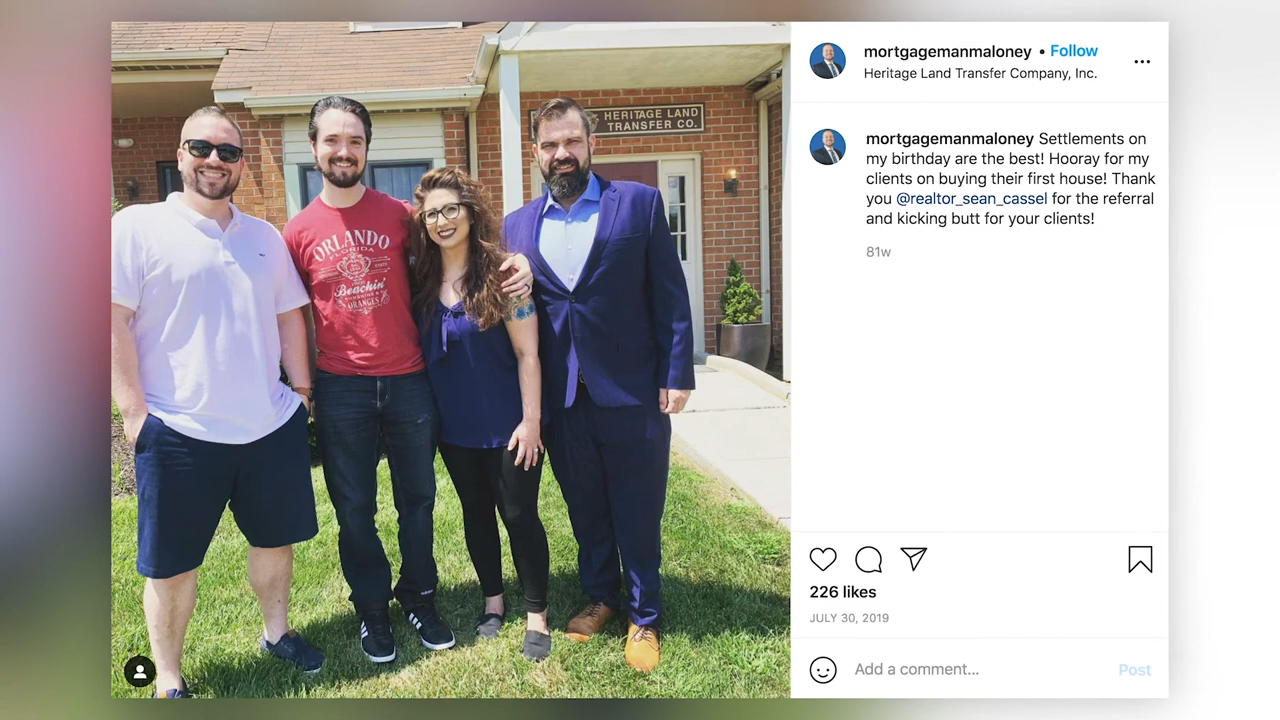 HERITAGE LAND
TRANSFER CO.
ORLANDO
FLORIDA
Beachin'
SUNSHINE &
ORANGES
mortgagemanmaloney • Follow
Heritage Land Transfer Company, Inc.
mortgagemanmaloney Settlements on
my birthday are the best! Hooray for my
clients on buying their first house! Thank
you @realtor_sean_cassel for the referral
and kicking butt for your clients!
81w
226 likes
JULY 30, 2019
Add a comment...
Post